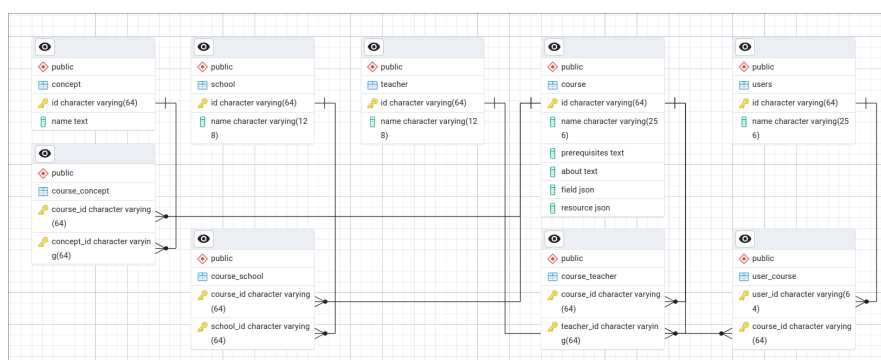 public
concept
id character varying(64)
name text
public
school
id character varying(64)
name character varying(12
8)
public
teacher
id character varying(64)
name character varying(12
8)
public
course
id character varying(64)
name character varying(25
6)
prerequisites text
about text
field json
resource json
public
users
id character varying(64)
name character varying(25
6)
public
course_concept
course_id character varying
(64)
concept_id character varyin
g(64)
public
course_school
course_id character varying
(64)
school_id character varying
(64)
public
course_teacher
course_id character varying
(64)
teacher_id character varyin
g(64)
public
user_course
user_id character varying(6
4)
course_id character varying
(64)